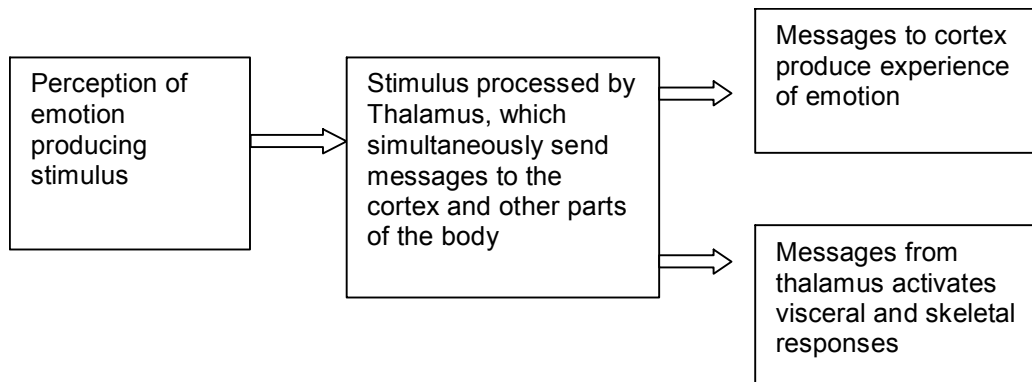 Perception of
emotion
producing
stimulus
Stimulus processed by
Thalamus, which
simultaneously send
messages to the
cortex and other parts
of the body
Messages to cortex
produce experience
of emotion
Messages from
thalamus activates
visceral and skeletal
responses